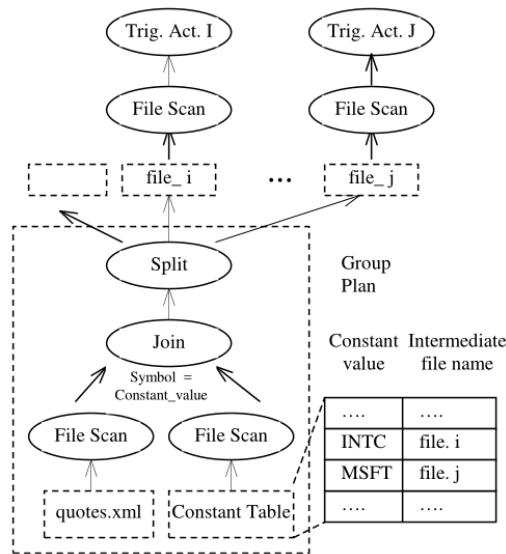 Trig. Act. I
Trig. Act. J
File Scan
File Scan
file_ i
...
file_ j
Split
Group
Plan
Join
Symbol =
Constant_value
Constant
value
Intermediate
file name
File Scan
File Scan
quotes.xml
Constant Table
.... ....
INTC file. i
MSFT file. j
.... ....